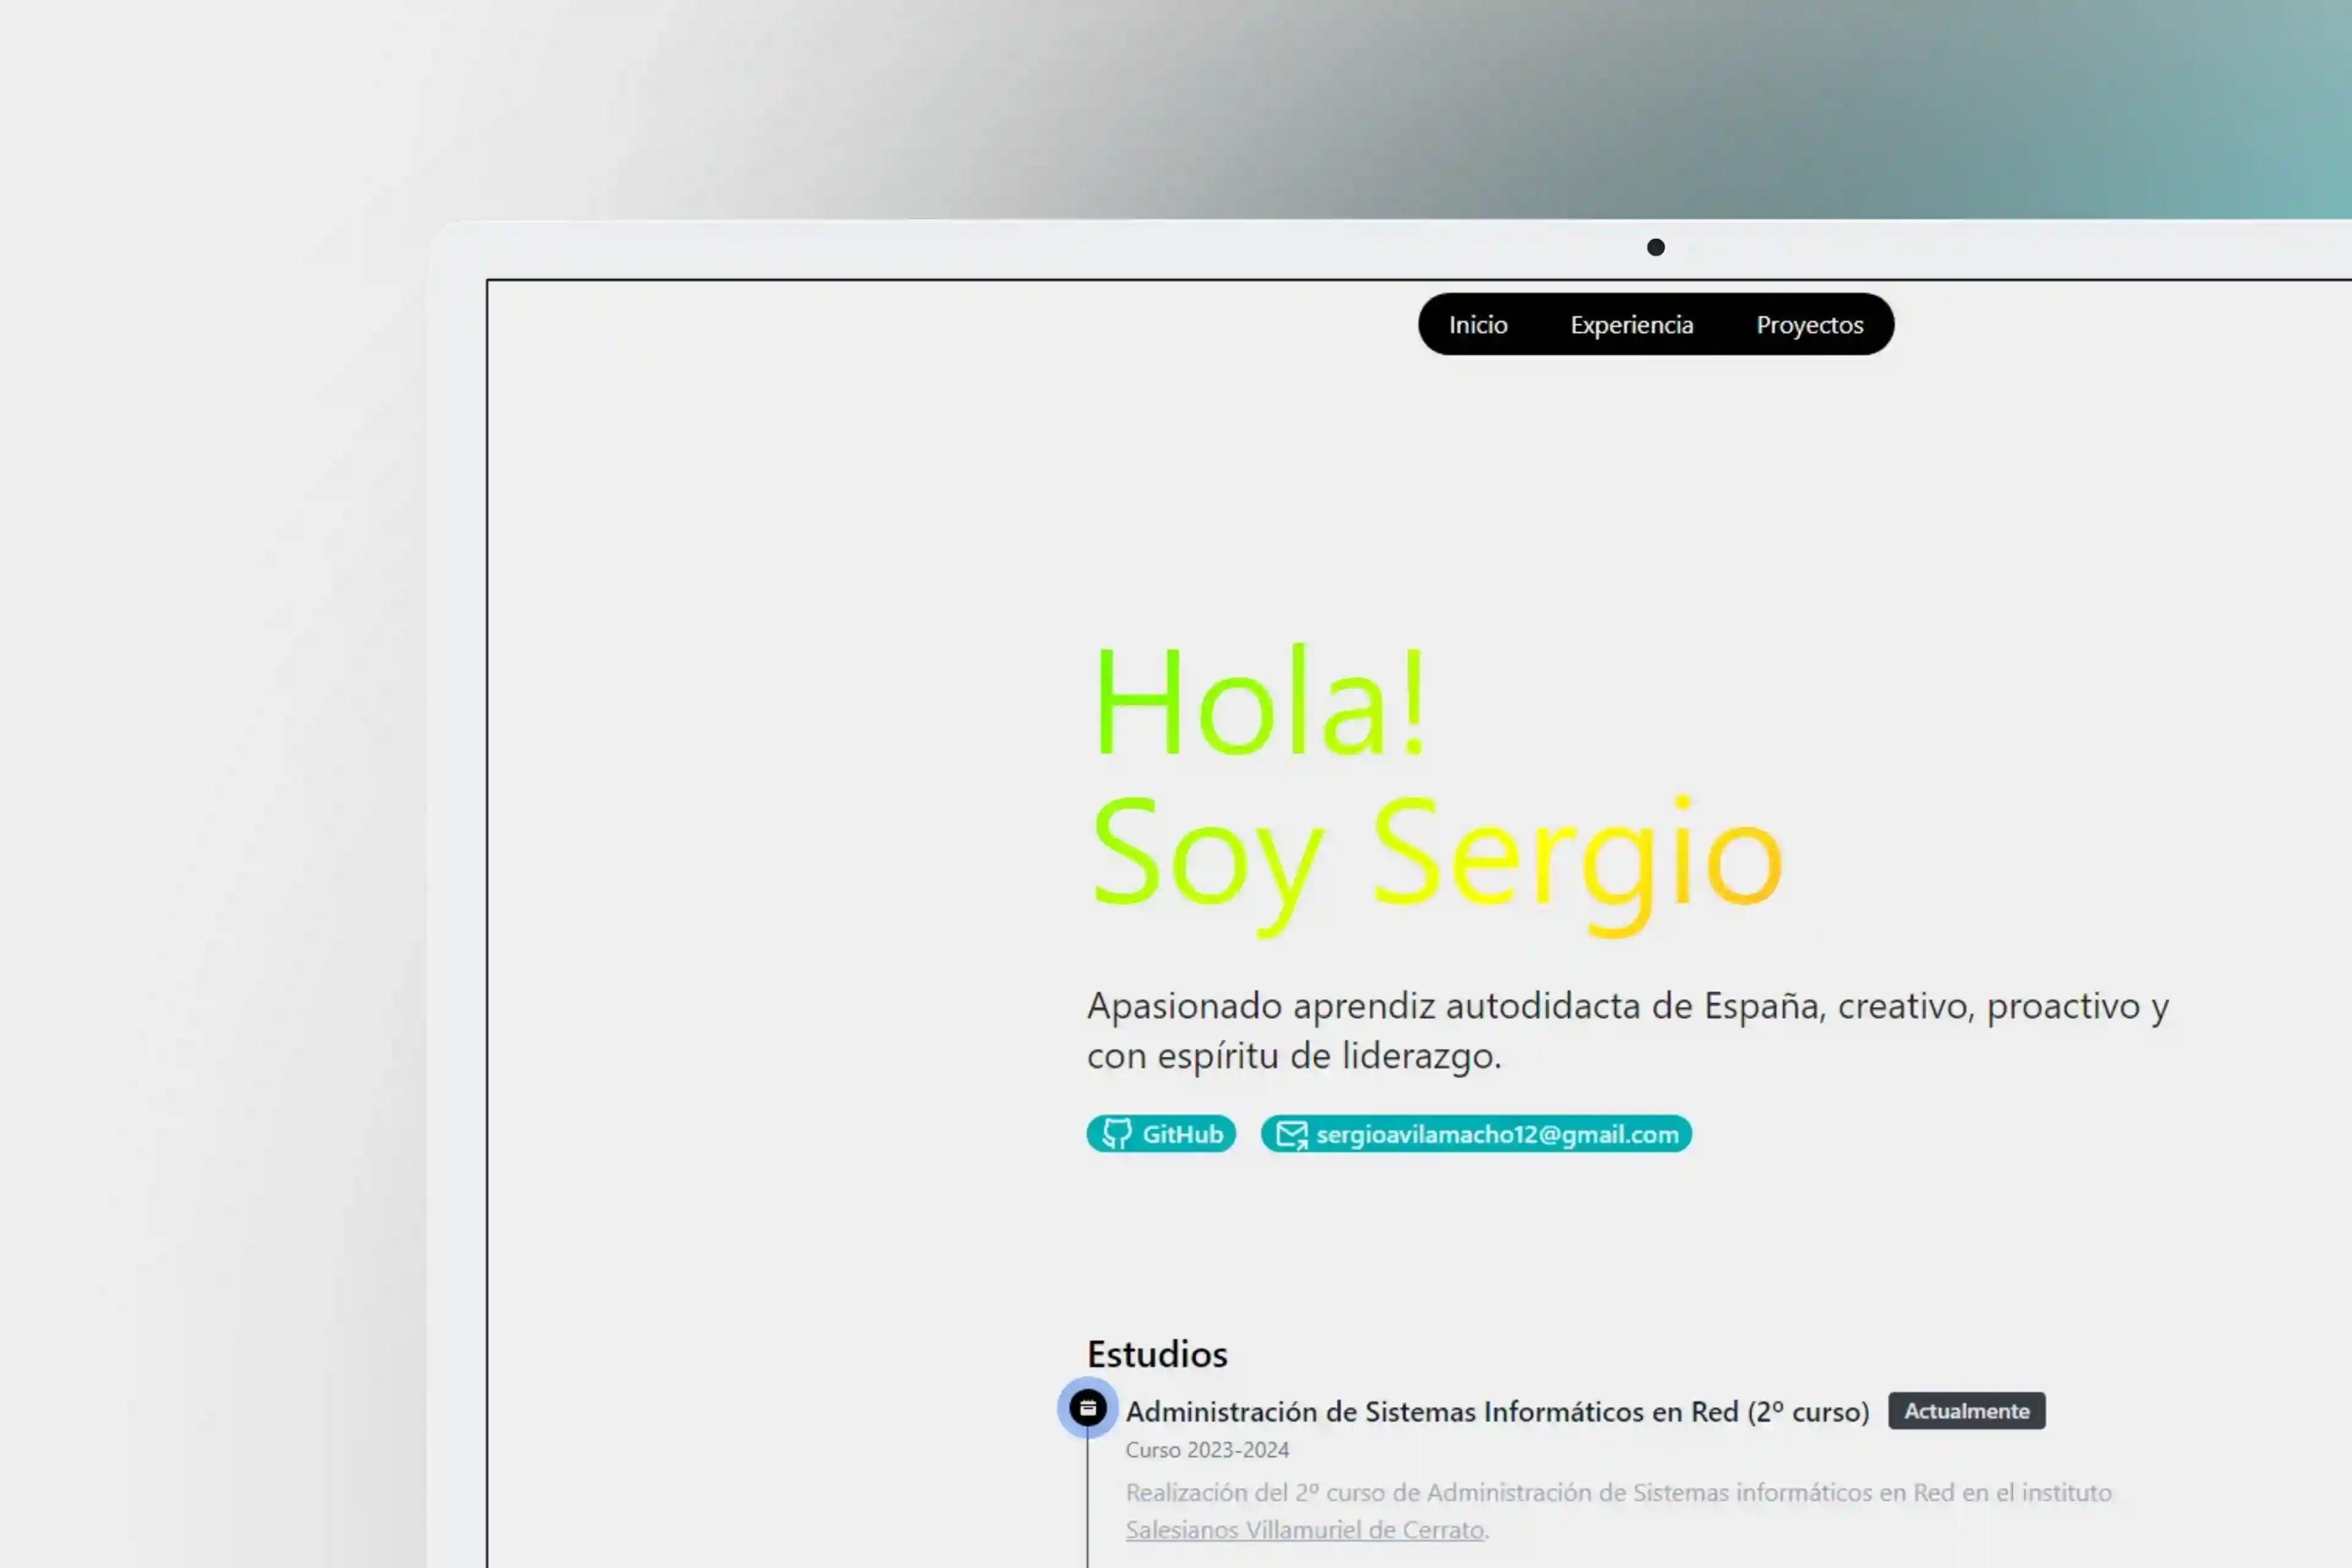 Inicio Experiencia Proyectos
Hola!
Soy Sergio
Apasionado aprendiz autodidacta de España, creativo, proactivo y
con espíritu de liderazgo.
GitHub sergioavilamacho12@gmail.com
Estudios
Administración de Sistemas Informáticos en Red (2º curso) Actualmente
Curso 2023-2024
Realización del 2º curso de Administración de Sistemas informáticos en Red en el instituto
Salesianos Villamuriel de Cerrato.